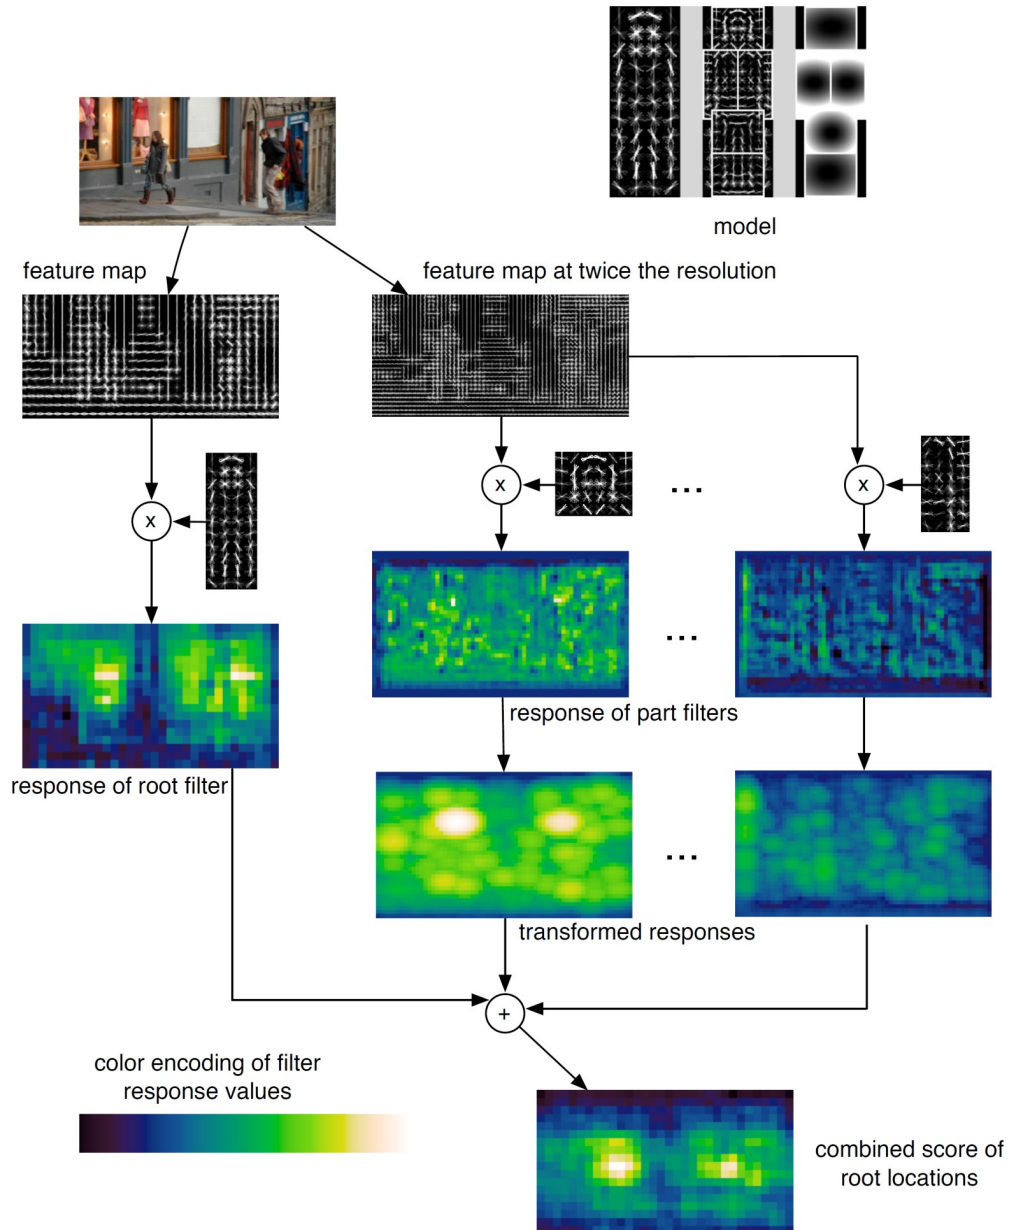 model
feature map
feature map at twice the resolution
x
x
...
x
...
response of part filters
response of root filter
...
transformed responses
+
color encoding of filter
response values
combined score of
root locations